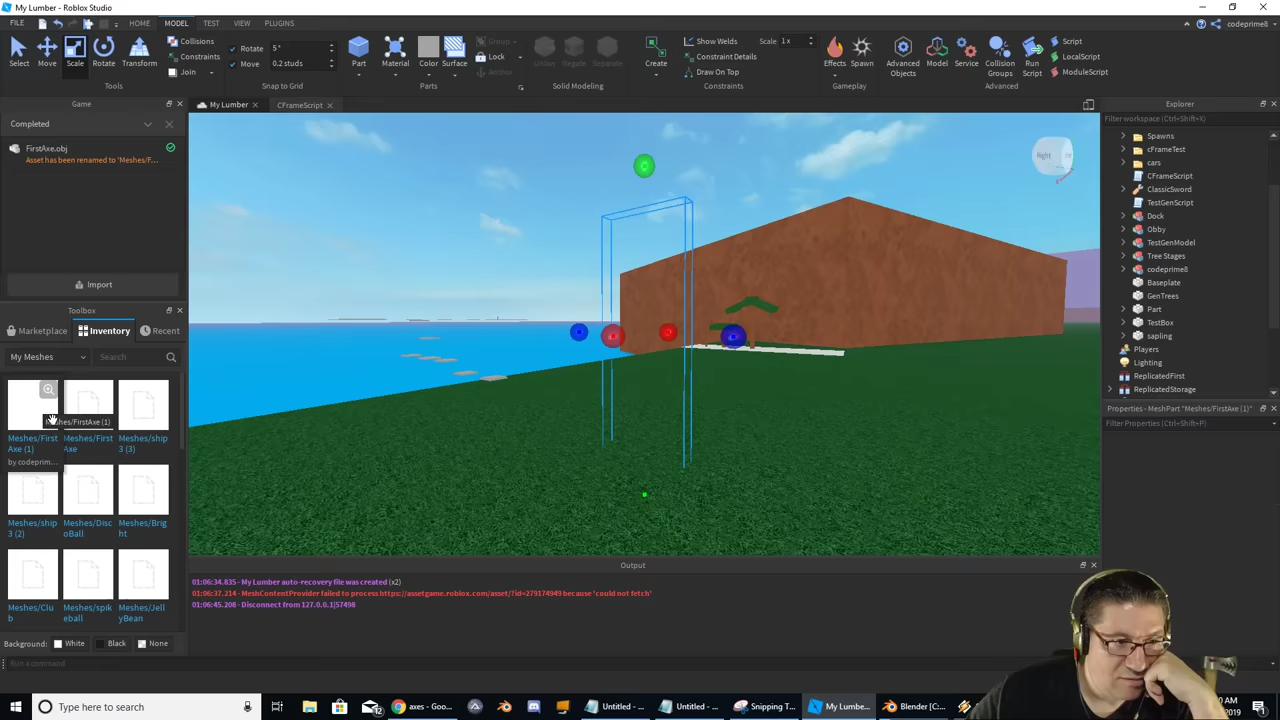 My Lumber - Roblox Studio
FILE
HOME
MODEL
TEST
VIEW
PLUGINS
codeprime8
Select
Move
Scale
Rotate
Transform
Tools
Collisions
Constraints
Join
Rotate 5 °
Move 0.2 studs
Snap to Grid
Part
Material
Color
Surface
Group
Lock
Anchor
Parts
Union
Negate
Separate
Solid Modeling
Create
Show Welds
Constraint Details
Draw On Top
Scale 1 x
Constraints
Effects
Spawn
Gameplay
Advanced
Objects
Model
Service
Collision
Groups
Run
Script
Script
LocalScript
ModuleScript
Advanced
Game
My Lumber
CFrameScript
Completed
FirstAxe.obj
Asset has been renamed to 'Meshes/F...
Import
Toolbox
Marketplace
Inventory
Recent
My Meshes
Search
Meshes/FirstAxe (1)
Meshes/First
Axe (1)
by codeprim...
Meshes/First
Axe
Meshes/ship
3 (3)
Meshes/ship
3 (2)
Meshes/Disc
oBall
Meshes/Brig
ht
Meshes/Clu
b
Meshes/spik
eball
Meshes/Jell
yBean
Background:
White
Black
None
Run a command
Right
Output
01:06:34.835 - My Lumber auto-recovery file was created (x2)
01:06:37.214 - MeshContentProvider failed to process https://assetgame.roblox.com/asset/?id=279174949 because 'could not fetch'
01:06:45.208 - Disconnect from 127.0.0.1|57498
Explorer
Filter workspace (Ctrl+Shift+X)
Spawns
cFrameTest
cars
CFrameScript
ClassicSword
TestGenScript
Dock
Obby
TestGenModel
Tree Stages
codeprime8
Baseplate
GenTrees
Part
TestBox
sapling
Players
Lighting
ReplicatedFirst
ReplicatedStorage
Properties - MeshPart "Meshes/FirstAxe (1)"
Filter Properties (Ctrl+Shift+P)
Type here to search
axes - Goo...
Untitled - ...
Untitled - ...
Snipping T...
My Lumbe...
Blender [C:...